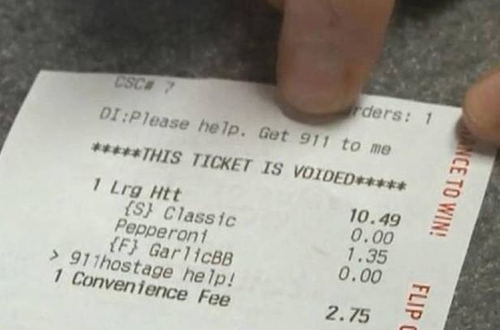 CSC# 7
rders: 1
DI:Please help. Get 911 to me
*****THIS TICKET IS VOIDED*****
1 Lrg Htt 10.49
{S} Classic 0.00
Pepperoni 1.35
{F} GarlicBB 0.00
> 911hostage help!
1 Convenience Fee 2.75
NCE TO WIN!
FLIP